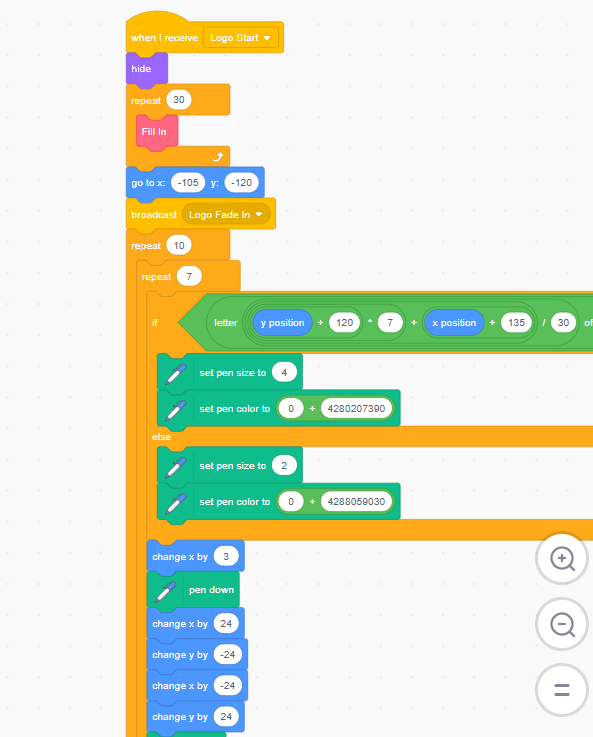 when I receive Logo Start
hide
repeat 30
Fill In
go to x: -105 y: -120
broadcast Logo Fade In
repeat 10
repeat 7
if letter y position + 120 * 7 + x position + 135 / 30 of
set pen size to 4
set pen color to 0 + 4280207390
else
set pen size to 2
set pen color to 0 + 4288059030
change x by 3
pen down
change x by 24
change y by -24
change x by -24
change y by 24